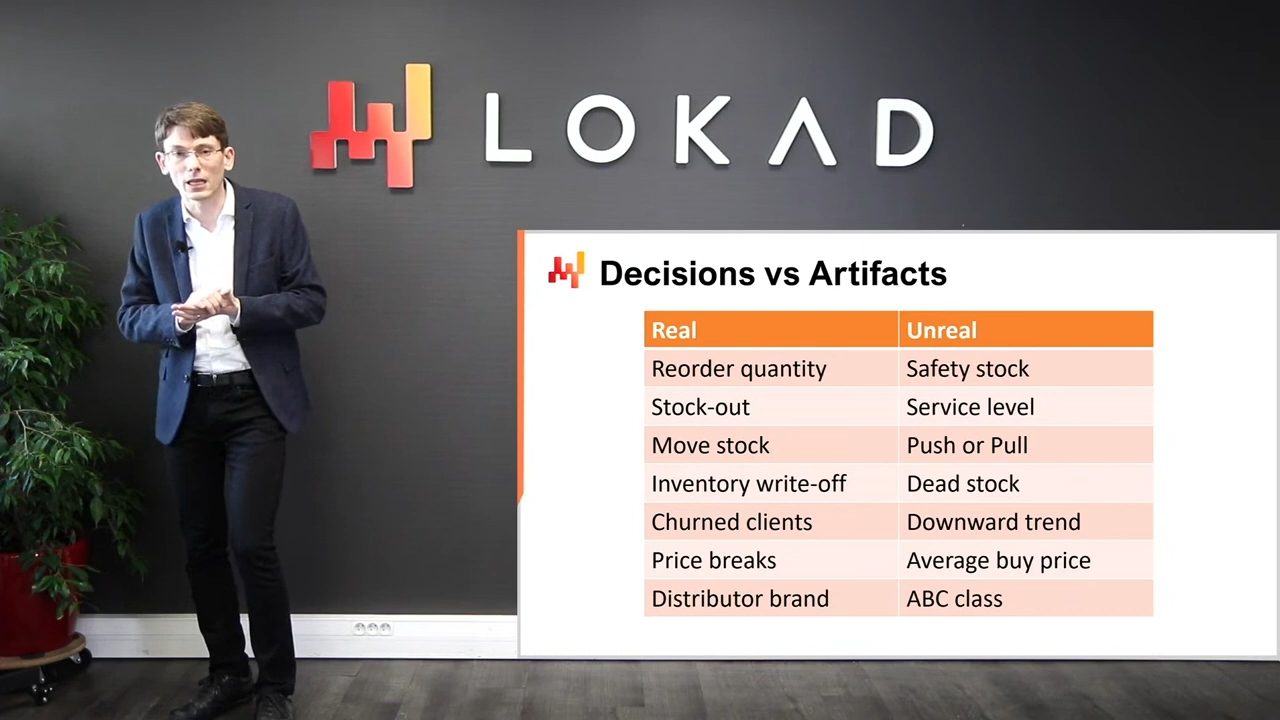 LOKAD
Decisions vs Artifacts
Real Unreal
Reorder quantity Safety stock
Stock-out Service level
Move stock Push or Pull
Inventory write-off Dead stock
Churned clients Downward trend
Price breaks Average buy price
Distributor brand ABC class